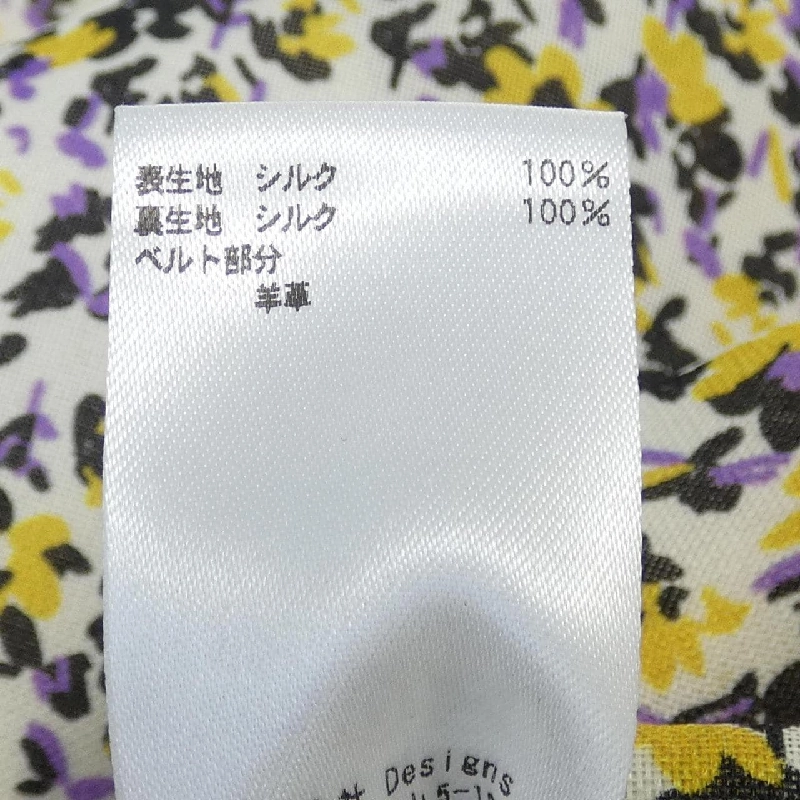 表生地 シルク 100%
裏生地 シルク 100%
ベルト部分
羊革
Designs